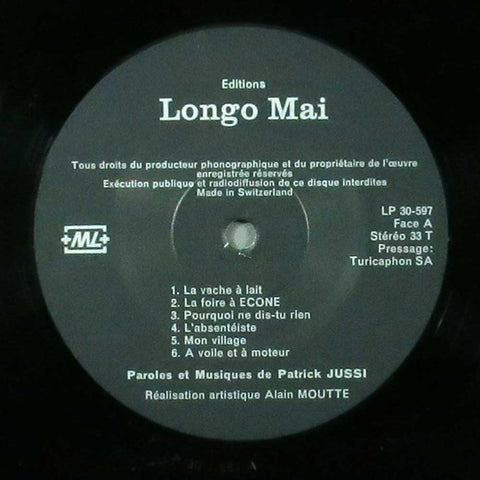 Editions
Longo Mai
Tous droits du producteur phonographique et du propriétaire de l'œuvre
enregistrée réservés
Exécution publique et radiodiffusion de ce disque interdites
Made in Switzerland
LP 30-597
Face A
Stéréo 33 T
Pressage:
Turicaphon SA
+ML+
1. La vache à lait
2. La foire à ECONE
3. Pourquoi ne dis-tu rien
4. L'absentéiste
5. Mon village
6. A voile et à moteur
Paroles et Musiques de Patrick JUSSI
Réalisation artistique Alain MOUTTE